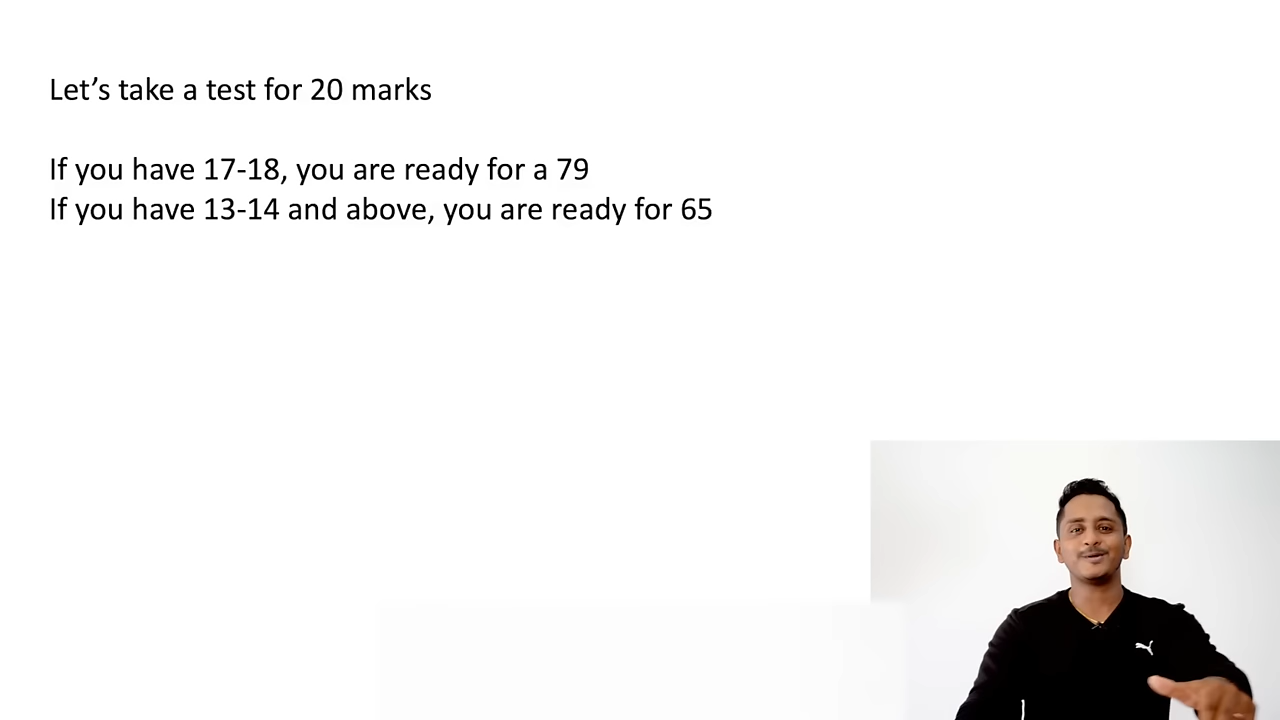 Let’s take a test for 20 marks
If you have 17-18, you are ready for a 79
If you have 13-14 and above, you are ready for 65